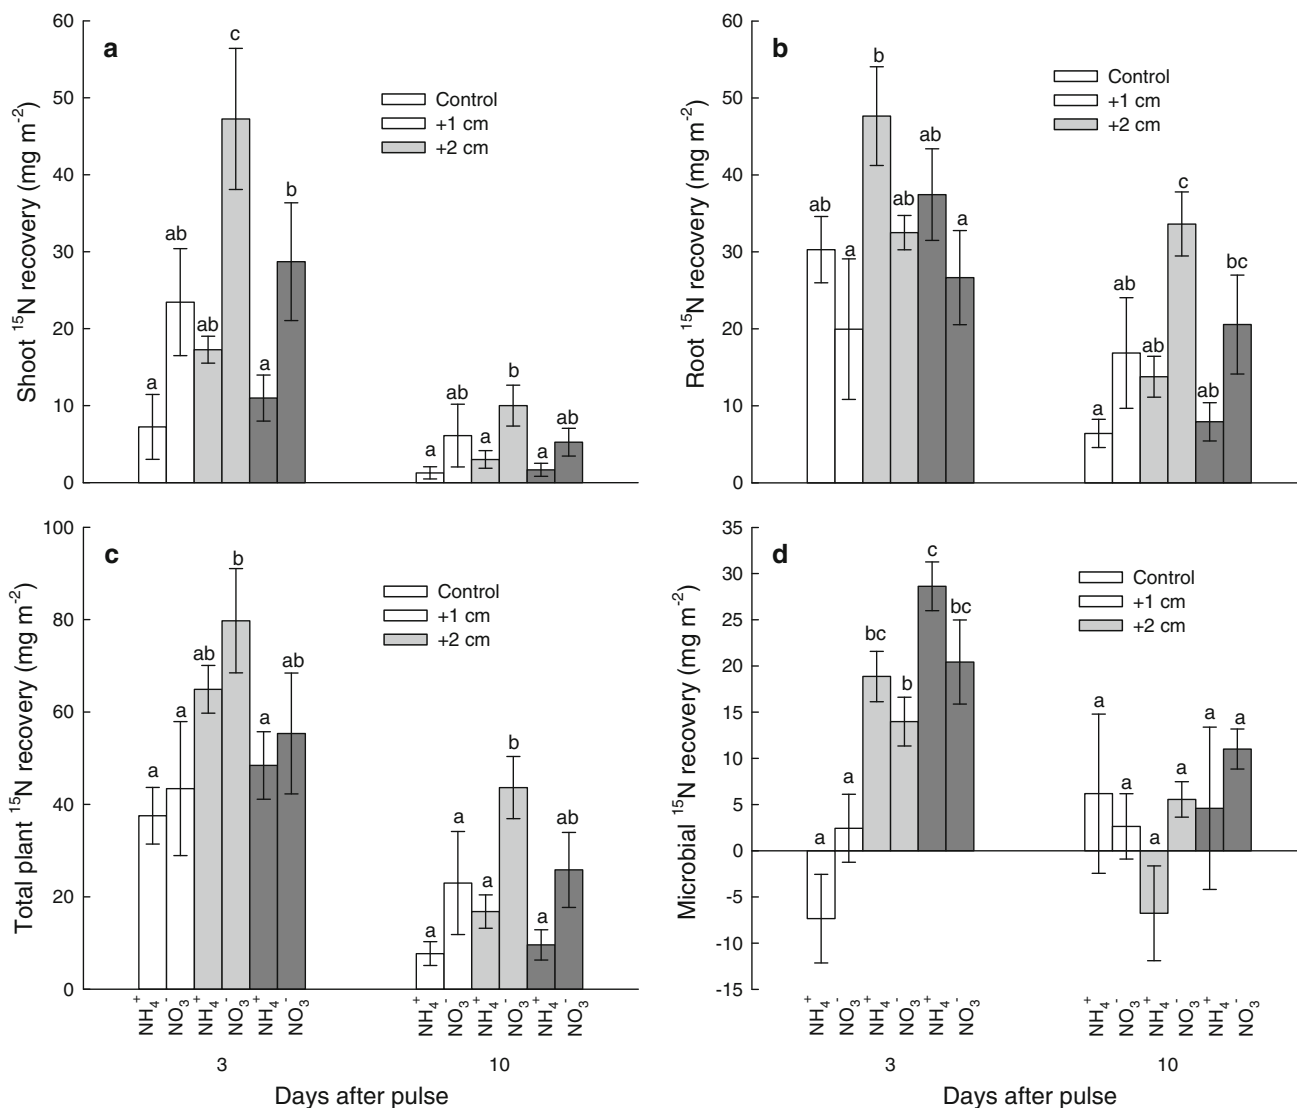 a
Shoot ¹⁵N recovery (mg m⁻²)
60
50
40
30
20
10
0
Control
+1 cm
+2 cm
a
ab
ab
c
a
b
a
ab
a
b
a
ab
b
Root ¹⁵N recovery (mg m⁻²)
60
50
40
30
20
10
0
Control
+1 cm
+2 cm
ab
a
b
ab
ab
a
a
ab
ab
c
ab
bc
c
Total plant ¹⁵N recovery (mg m⁻²)
100
80
60
40
20
0
Control
+1 cm
+2 cm
a
a
ab
b
a
ab
a
a
a
b
a
ab
NH₄⁺
NO₃⁻
NH₄⁺
NO₃⁻
NH₄⁺
NO₃⁻
NH₄⁺
NO₃⁻
NH₄⁺
NO₃⁻
NH₄⁺
NO₃⁻
3
10
Days after pulse
d
Microbial ¹⁵N recovery (mg m⁻²)
35
30
25
20
15
10
5
0
-5
-10
-15
Control
+1 cm
+2 cm
a
a
bc
b
c
bc
a
a
a
a
a
a
NH₄⁺
NO₃⁻
NH₄⁺
NO₃⁻
NH₄⁺
NO₃⁻
NH₄⁺
NO₃⁻
NH₄⁺
NO₃⁻
NH₄⁺
NO₃⁻
3
10
Days after pulse